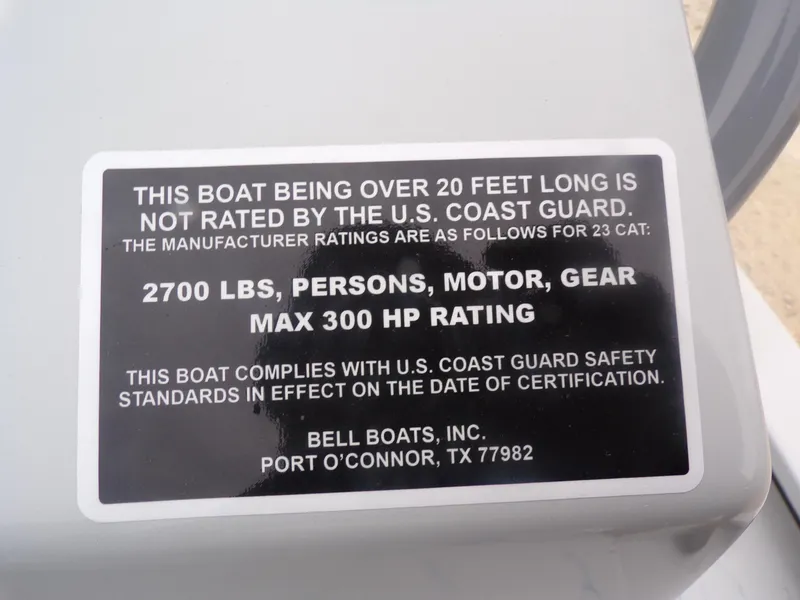 THIS BOAT BEING OVER 20 FEET LONG IS
NOT RATED BY THE U.S. COAST GUARD.
THE MANUFACTURER RATINGS ARE AS FOLLOWS FOR 23 CAT:
2700 LBS, PERSONS, MOTOR, GEAR
MAX 300 HP RATING
THIS BOAT COMPLIES WITH U.S. COAST GUARD SAFETY
STANDARDS IN EFFECT ON THE DATE OF CERTIFICATION.
BELL BOATS, INC.
PORT O'CONNOR, TX 77982